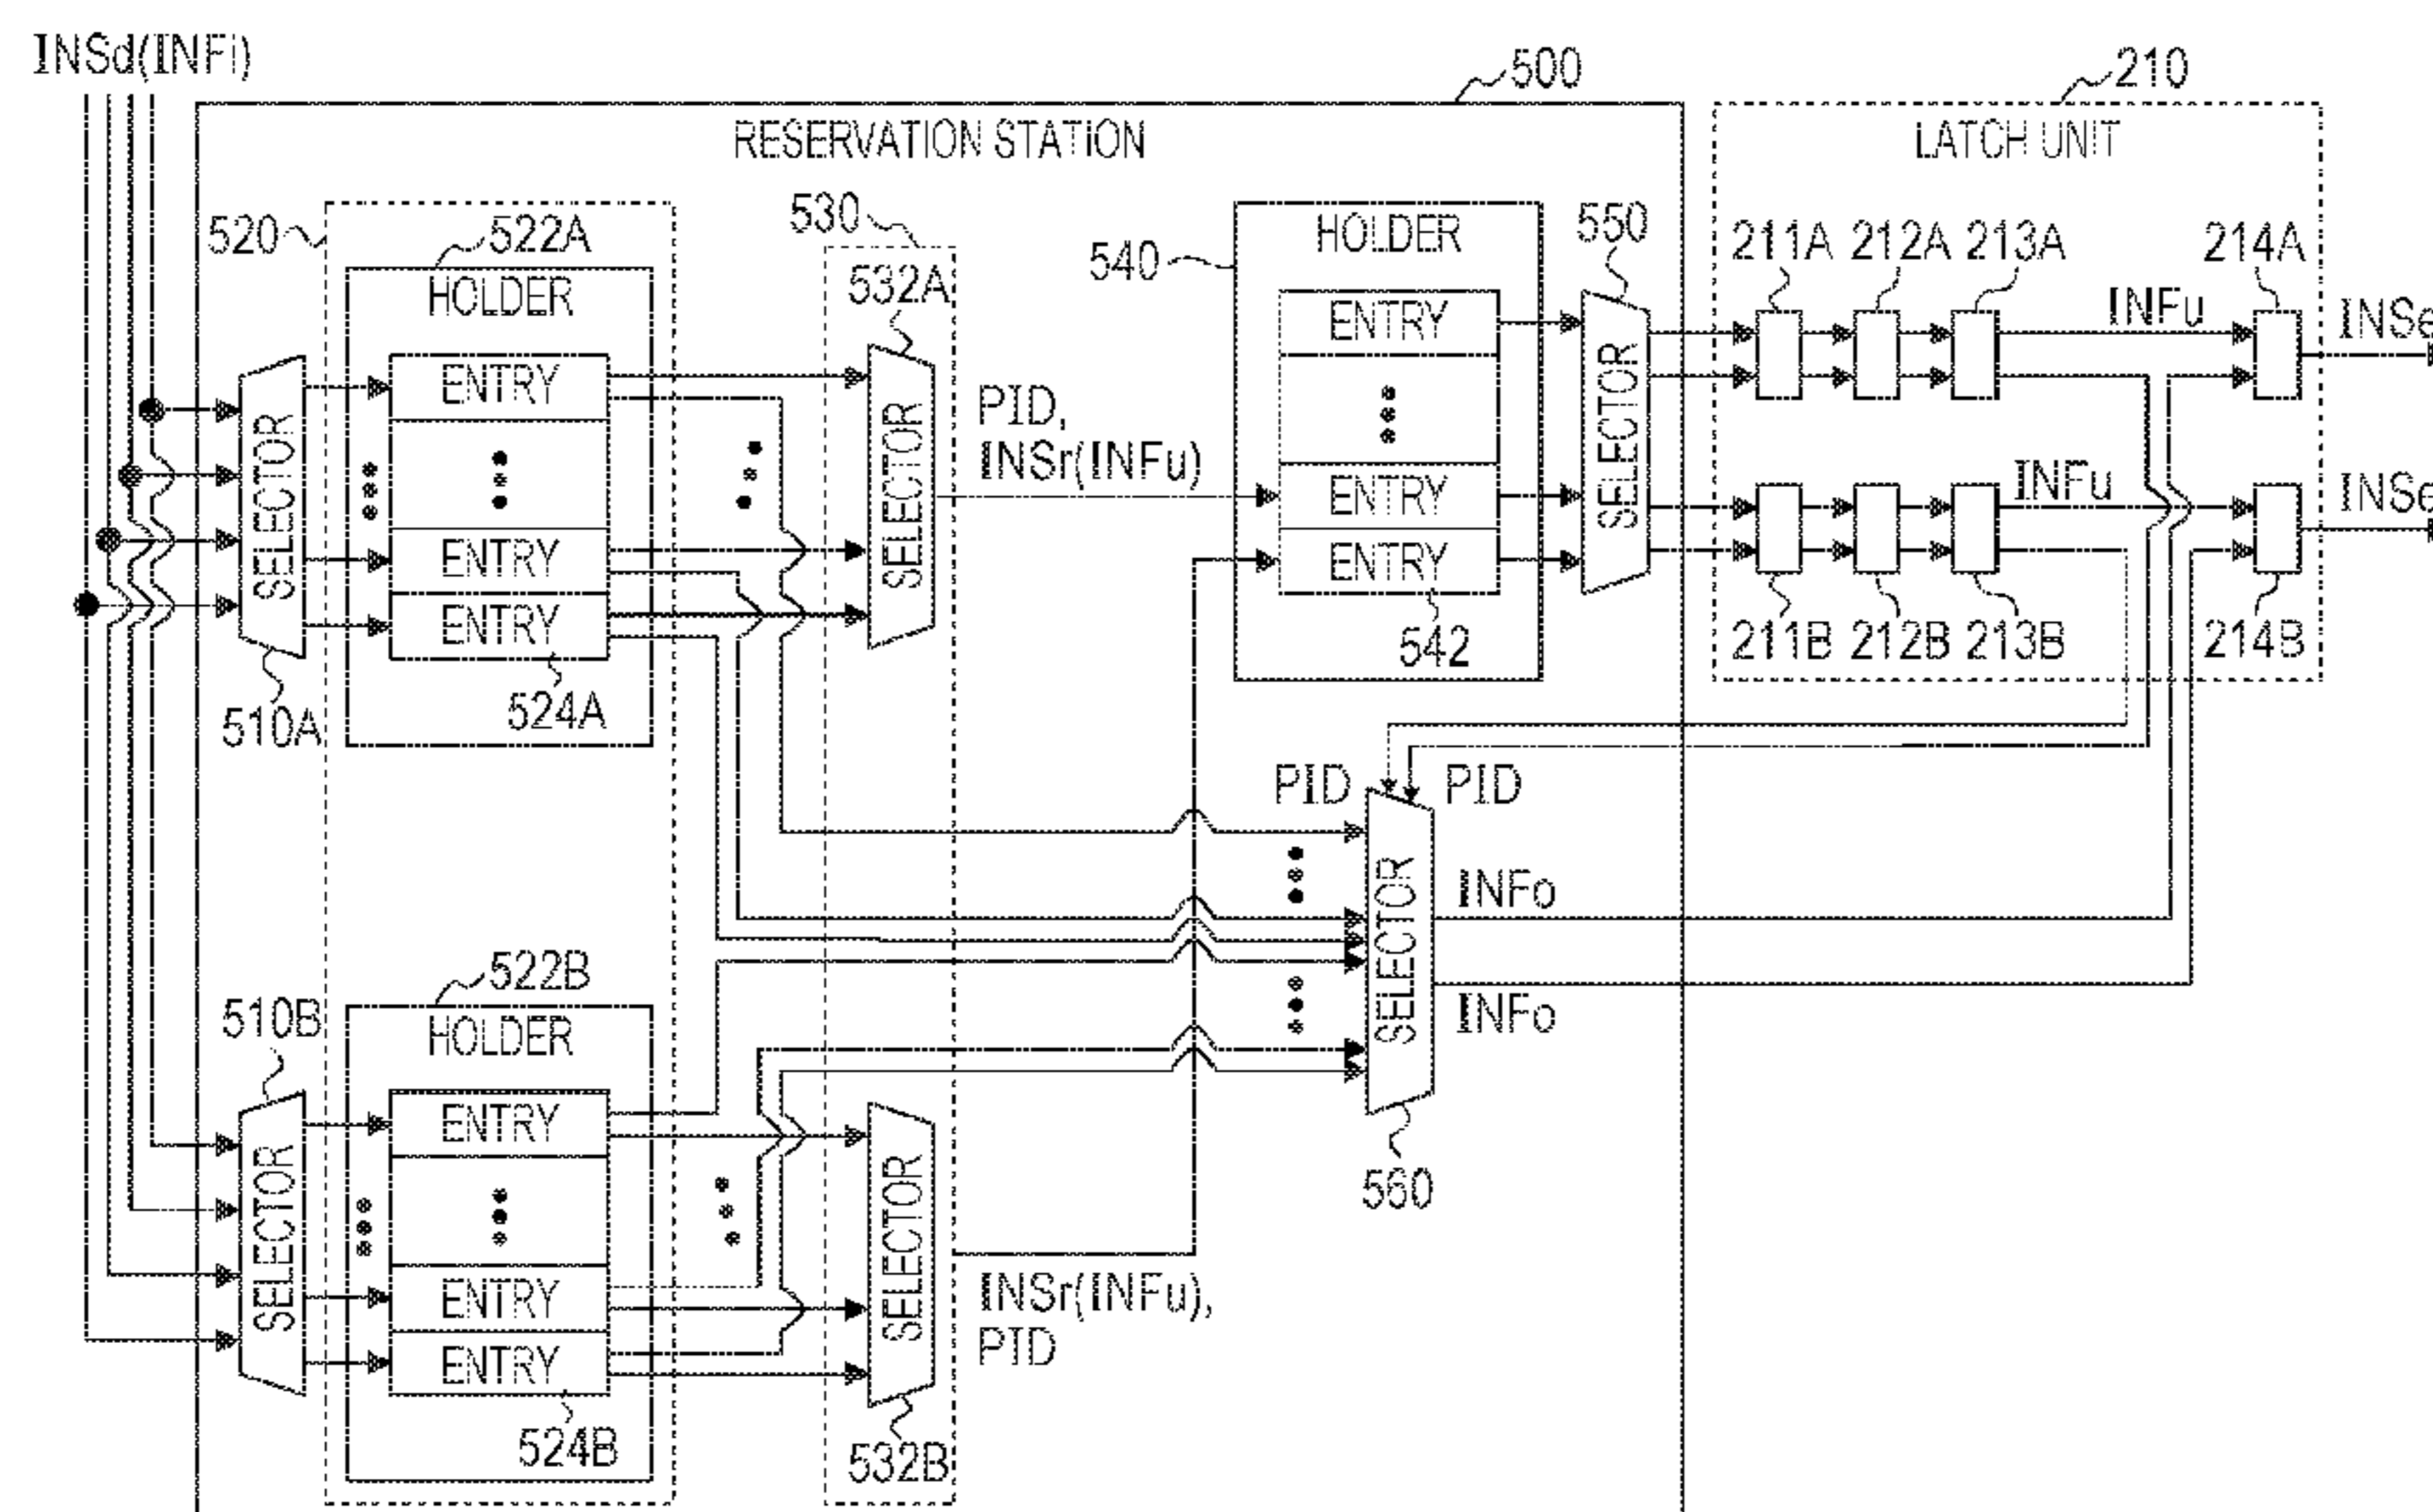 INSd(INFi)
500
210
RESERVATION STATION
LATCH UNIT
520
522A
530
540
HOLDER
550
211A 212A 213A 214A
HOLDER
532A
INFu
INSe
ENTRY
ENTRY
SELECTOR
PID,
INSr(INFu)
SELECTOR
SELECTOR
SELECTOR
ENTRY
INFu
INSe
ENTRY
ENTRY
ENTRY
542
211B 212B 213B 214B
510A
524A
PID
PID
SELECTOR
INFo
INFo
560
522B
510B
HOLDER
ENTRY
SELECTOR
SELECTOR
ENTRY
ENTRY
INSr(INFu),
PID
524B
532B